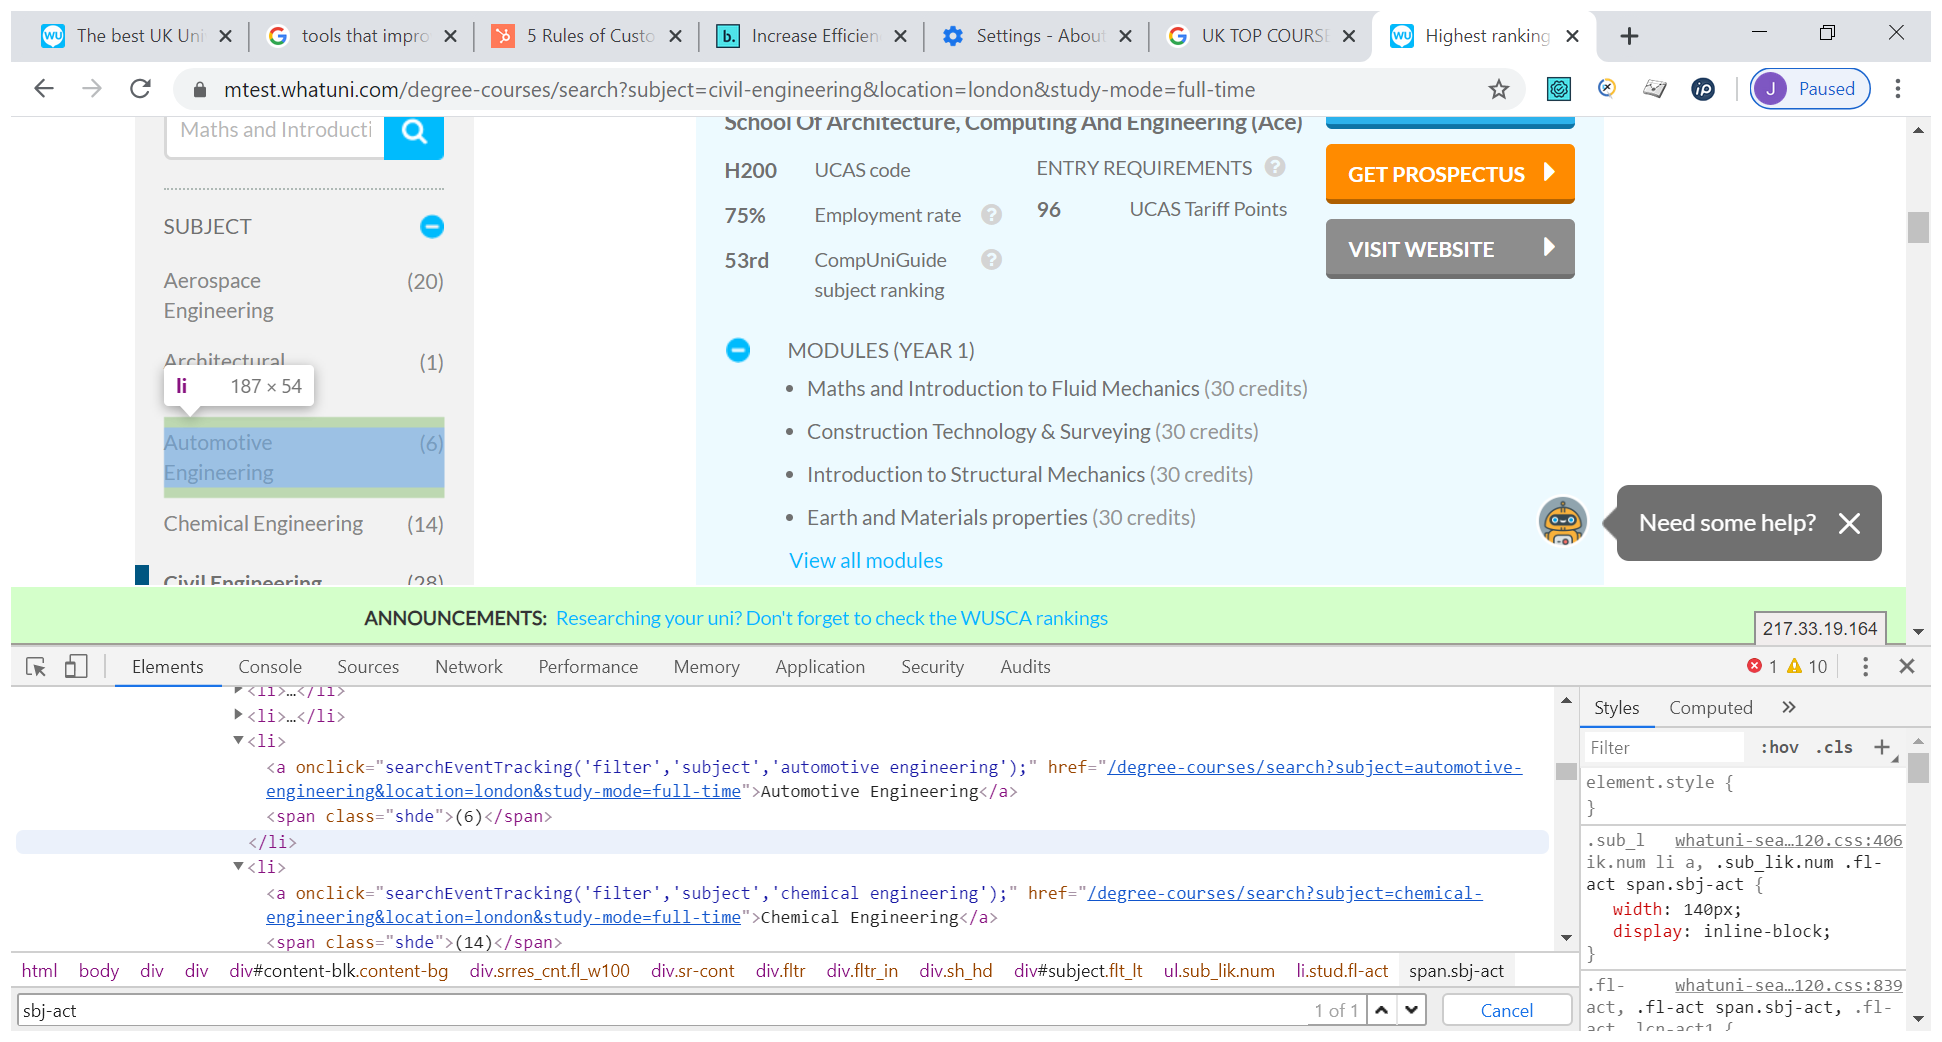 The best UK Uni
tools that impro
5 Rules of Custo
b. Increase Efficien
Settings - About
UK TOP COURSE
Highest ranking
mtest.whatuni.com/degree-courses/search?subject=civil-engineering&location=london&study-mode=full-time
J Paused
Maths and Introducti
SUBJECT
Aerospace Engineering (20)
Architectural (1)
li 187 × 54
Automotive Engineering (6)
Chemical Engineering (14)
Civil Engineering (28)
School Of Architecture, Computing And Engineering (Ace)
H200 UCAS code
75% Employment rate ?
53rd CompUniGuide subject ranking ?
ENTRY REQUIREMENTS ?
96 UCAS Tariff Points
GET PROSPECTUS
VISIT WEBSITE
MODULES (YEAR 1)
• Maths and Introduction to Fluid Mechanics (30 credits)
• Construction Technology & Surveying (30 credits)
• Introduction to Structural Mechanics (30 credits)
• Earth and Materials properties (30 credits)
View all modules
Need some help?
ANNOUNCEMENTS: Researching your uni? Don't forget to check the WUSCA rankings
217.33.19.164
Elements Console Sources Network Performance Memory Application Security Audits 1 10
<li>…</li>
<li>…</li>
<li>
<a onclick="searchEventTracking('filter','subject','automotive engineering');" href="/degree-courses/search?subject=automotive-
engineering&location=london&study-mode=full-time">Automotive Engineering</a>
<span class="shde">(6)</span>
</li>
<li>
<a onclick="searchEventTracking('filter','subject','chemical engineering');" href="/degree-courses/search?subject=chemical-
engineering&location=london&study-mode=full-time">Chemical Engineering</a>
<span class="shde">(14)</span>
html body div div div#content-blk.content-bg div.srres_cnt.fl_w100 div.sr-cont div.fltr div.fltr_in div.sh_hd div#subject.flt_lt ul.sub_lik.num li.stud.fl-act span.sbj-act
sbj-act 1 of 1 Cancel
Styles Computed »
Filter :hov .cls +
element.style {
}
.sub_l whatuni-sea…120.css:406
ik.num li a, .sub_lik.num .fl-
act span.sbj-act {
width: 140px;
display: inline-block;
}
.fl- whatuni-sea…120.css:839
act, .fl-act span.sbj-act, .fl-
act .lcn-act1 {